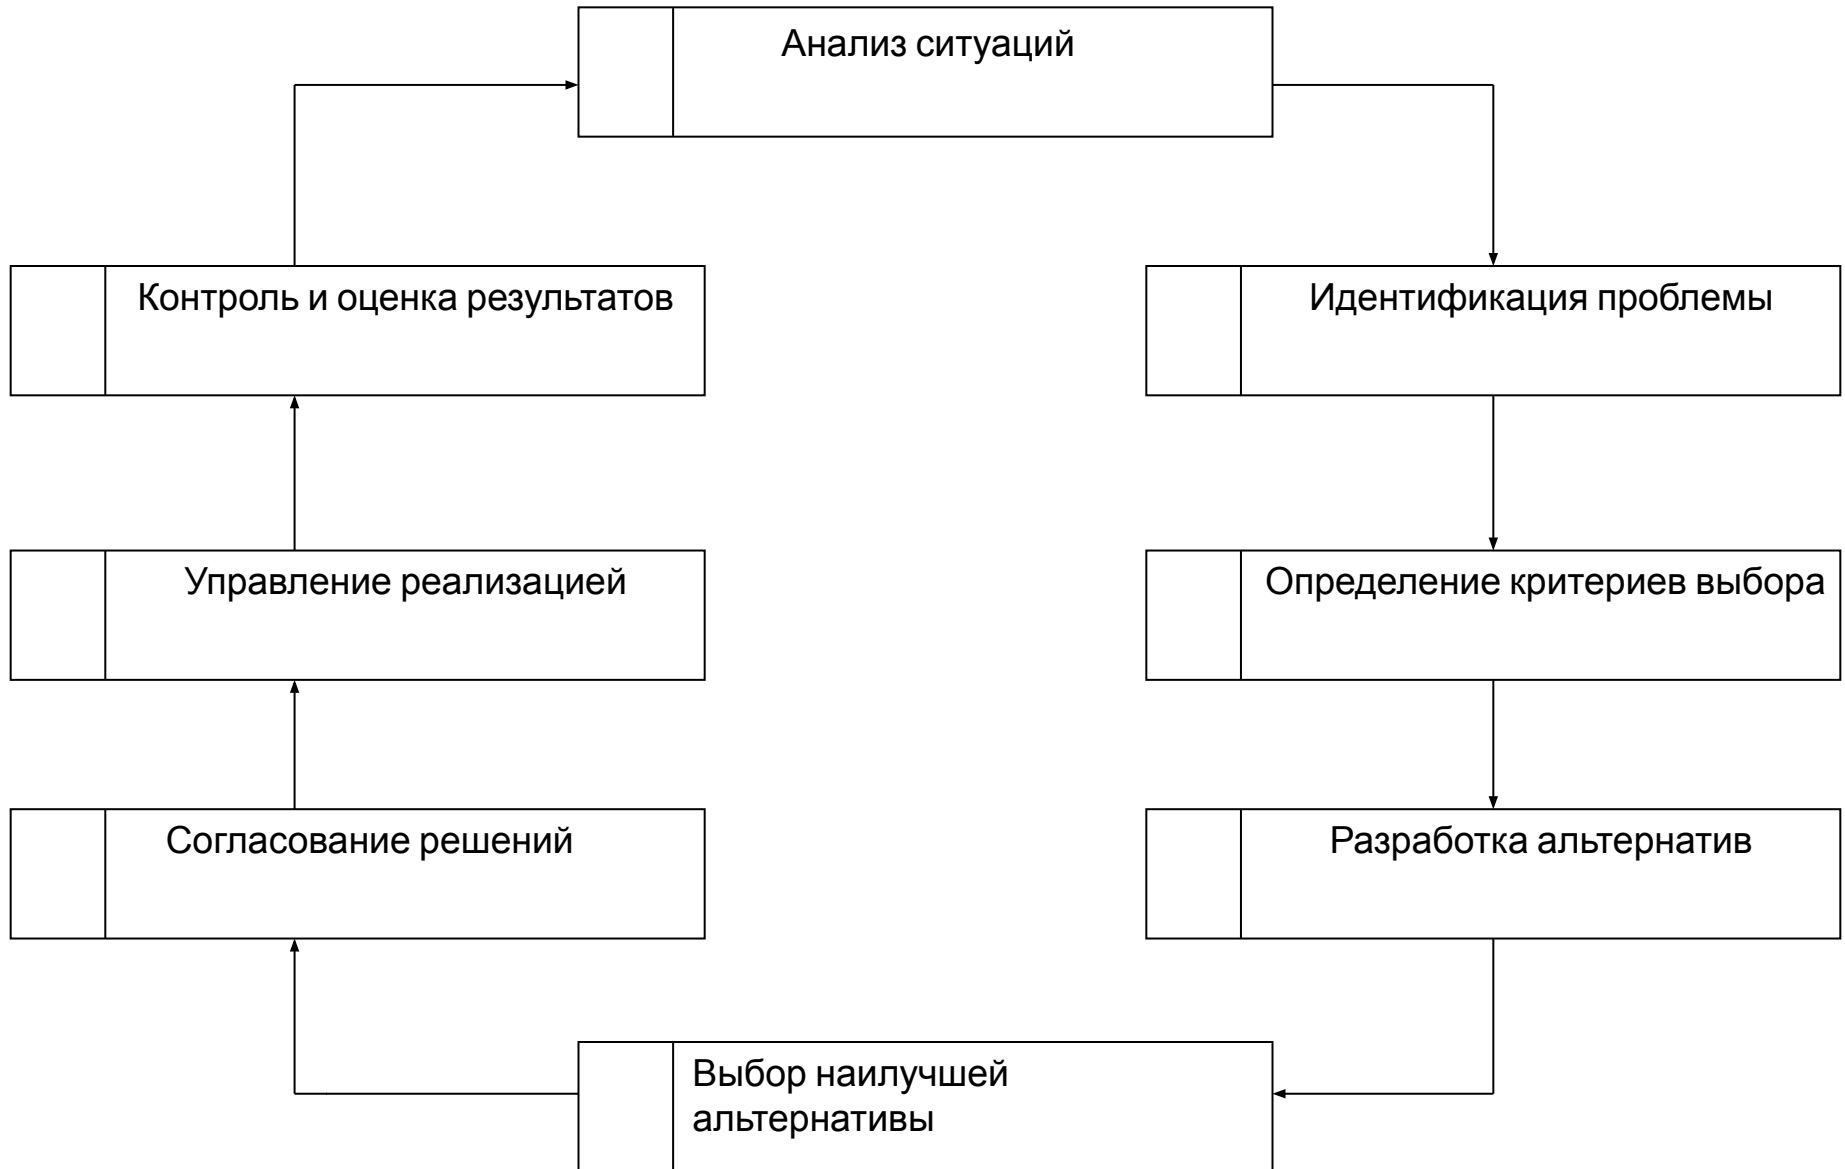 Анализ ситуаций
Контроль и оценка результатов
Идентификация проблемы
Управление реализацией
Определение критериев выбора
Согласование решений
Разработка альтернатив
Выбор наилучшей
альтернативы